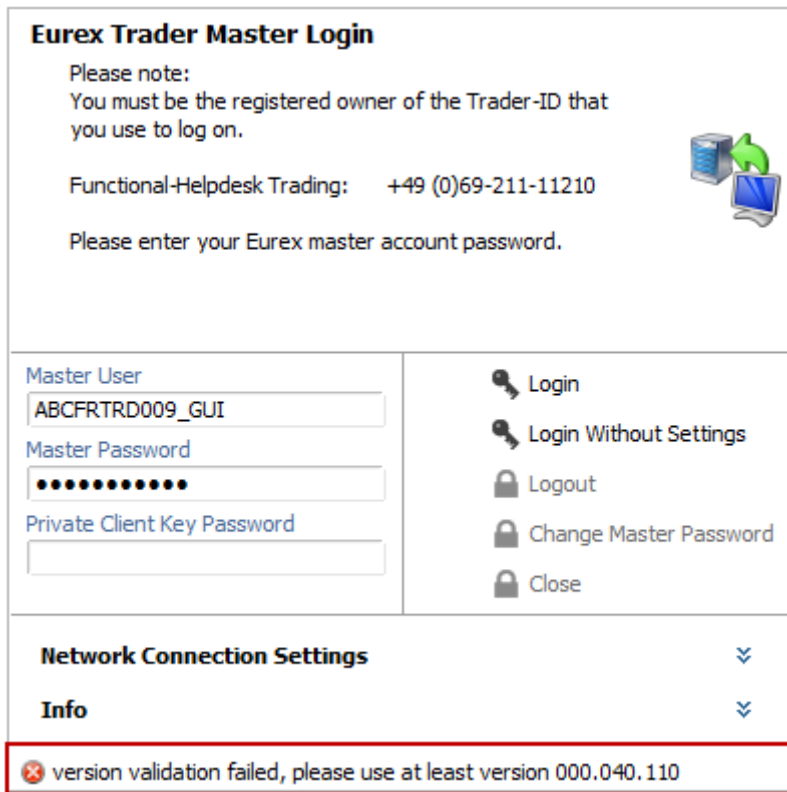 Eurex Trader Master Login
Please note:
You must be the registered owner of the Trader-ID that
you use to log on.
Functional-Helpdesk Trading: +49 (0)69-211-11210
Please enter your Eurex master account password.
Master User
ABCFRTRD009_GUI
Master Password
●●●●●●●●●●●
Private Client Key Password
Login
Login Without Settings
Logout
Change Master Password
Close
Network Connection Settings
Info
version validation failed, please use at least version 000.040.110